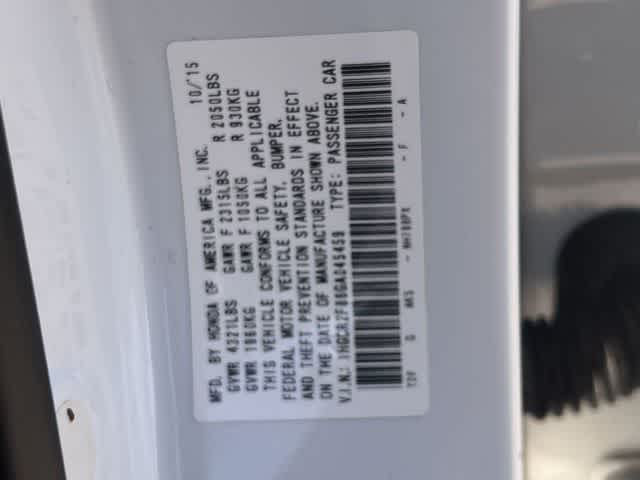 MFD. BY HONDA OF AMERICA MFG., INC. 10/'15
GVWR 4321LBS GAWR F 2315LBS R 2050LBS
GVWR 1960KG GAWR F 1050KG R 930KG
THIS VEHICLE CONFORMS TO ALL APPLICABLE
FEDERAL MOTOR VEHICLE SAFETY, BUMPER,
AND THEFT PREVENTION STANDARDS IN EFFECT
ON THE DATE OF MANUFACTURE SHOWN ABOVE.
V.I.N.: 1HGCR2F86GA045459 TYPE: PASSENGER CAR
- F - A